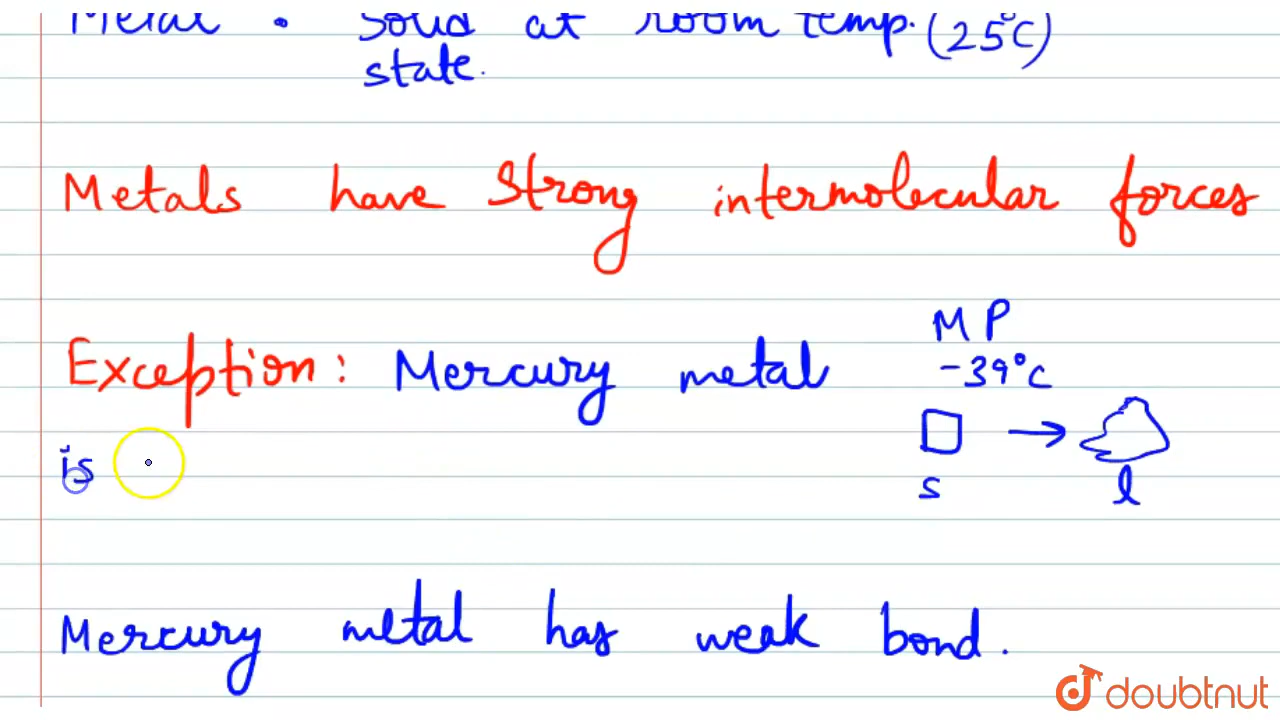 Metal : Solid at room temp. (25°C)
state.
Metals have Strong intermolecular forces
Exception: Mercury metal
MP
-39°C
is
s → l
Mercury metal has weak bond.
doubtnut